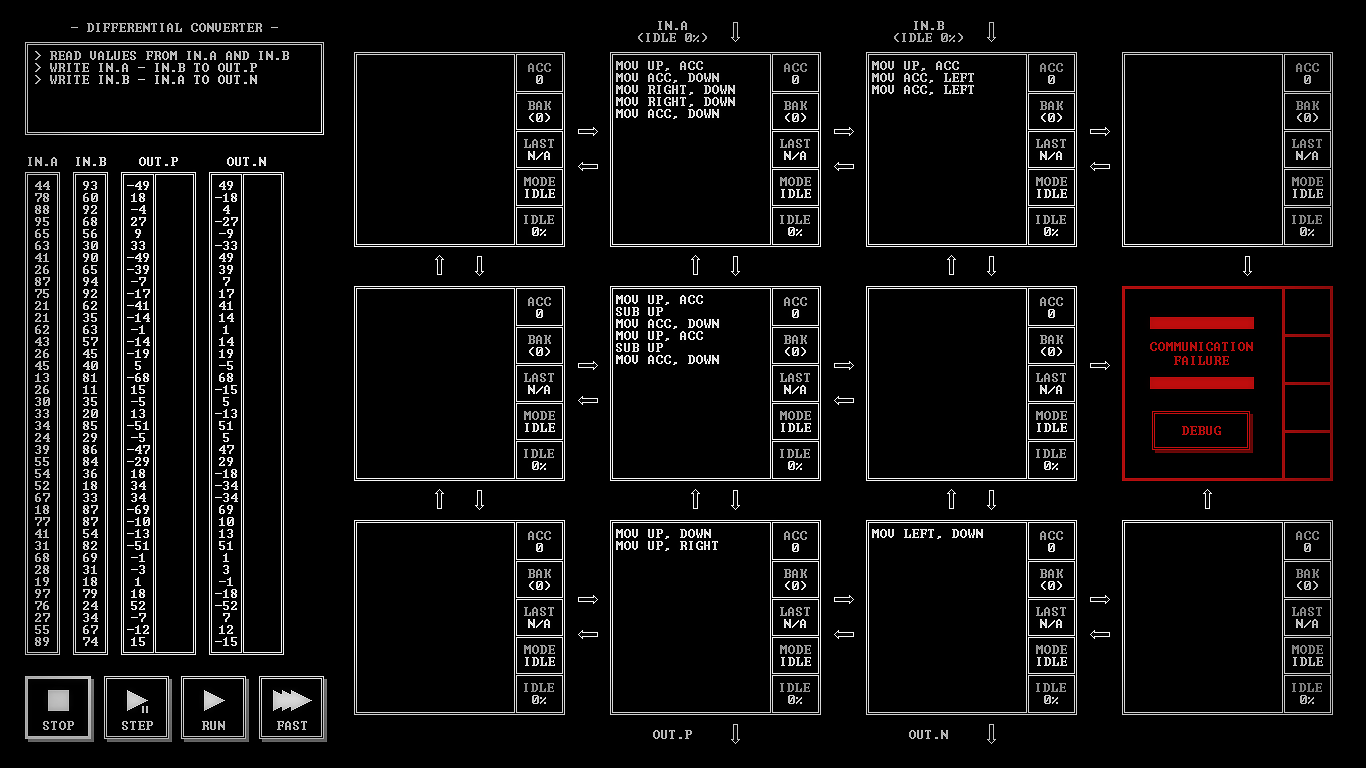 - DIFFERENTIAL CONVERTER -
> READ VALUES FROM IN.A AND IN.B
> WRITE IN.A - IN.B TO OUT.P
> WRITE IN.B - IN.A TO OUT.N
IN.A IN.B OUT.P OUT.N
44 93 -49 49
78 60 18 -18
88 92 -4 4
95 68 27 -27
65 56 9 -9
63 30 33 -33
41 90 -49 49
26 65 -39 39
87 94 -7 7
75 92 -17 17
21 62 -41 41
21 35 -14 14
62 63 -1 1
43 57 -14 14
26 45 -19 19
45 40 5 -5
13 81 -68 68
26 11 15 -15
30 35 -5 5
33 20 13 -13
34 85 -51 51
24 29 -5 5
39 86 -47 47
55 84 -29 29
54 36 18 -18
52 18 34 -34
67 33 34 -34
18 87 -69 69
77 87 -10 10
41 54 -13 13
31 82 -51 51
68 69 -1 1
28 31 -3 3
19 18 1 -1
97 79 18 -18
76 24 52 -52
27 34 -7 7
55 67 -12 12
89 74 15 -15
STOP
STEP
RUN
FAST
IN.A
(IDLE 0%)
IN.B
(IDLE 0%)
ACC
0
BAK
(0)
LAST
N/A
MODE
IDLE
IDLE
0%
MOV UP, ACC
MOV ACC, DOWN
MOV RIGHT, DOWN
MOV RIGHT, DOWN
MOV ACC, DOWN
ACC
0
BAK
(0)
LAST
N/A
MODE
IDLE
IDLE
0%
MOV UP, ACC
MOV ACC, LEFT
MOV ACC, LEFT
ACC
0
BAK
(0)
LAST
N/A
MODE
IDLE
IDLE
0%
ACC
0
BAK
(0)
LAST
N/A
MODE
IDLE
IDLE
0%
ACC
0
BAK
(0)
LAST
N/A
MODE
IDLE
IDLE
0%
MOV UP, ACC
SUB UP
MOV ACC, DOWN
MOV UP, ACC
SUB UP
MOV ACC, DOWN
ACC
0
BAK
(0)
LAST
N/A
MODE
IDLE
IDLE
0%
ACC
0
BAK
(0)
LAST
N/A
MODE
IDLE
IDLE
0%
COMMUNICATION
FAILURE
DEBUG
ACC
0
BAK
(0)
LAST
N/A
MODE
IDLE
IDLE
0%
MOV UP, DOWN
MOV UP, RIGHT
ACC
0
BAK
(0)
LAST
N/A
MODE
IDLE
IDLE
0%
MOV LEFT, DOWN
ACC
0
BAK
(0)
LAST
N/A
MODE
IDLE
IDLE
0%
ACC
0
BAK
(0)
LAST
N/A
MODE
IDLE
IDLE
0%
OUT.P
OUT.N